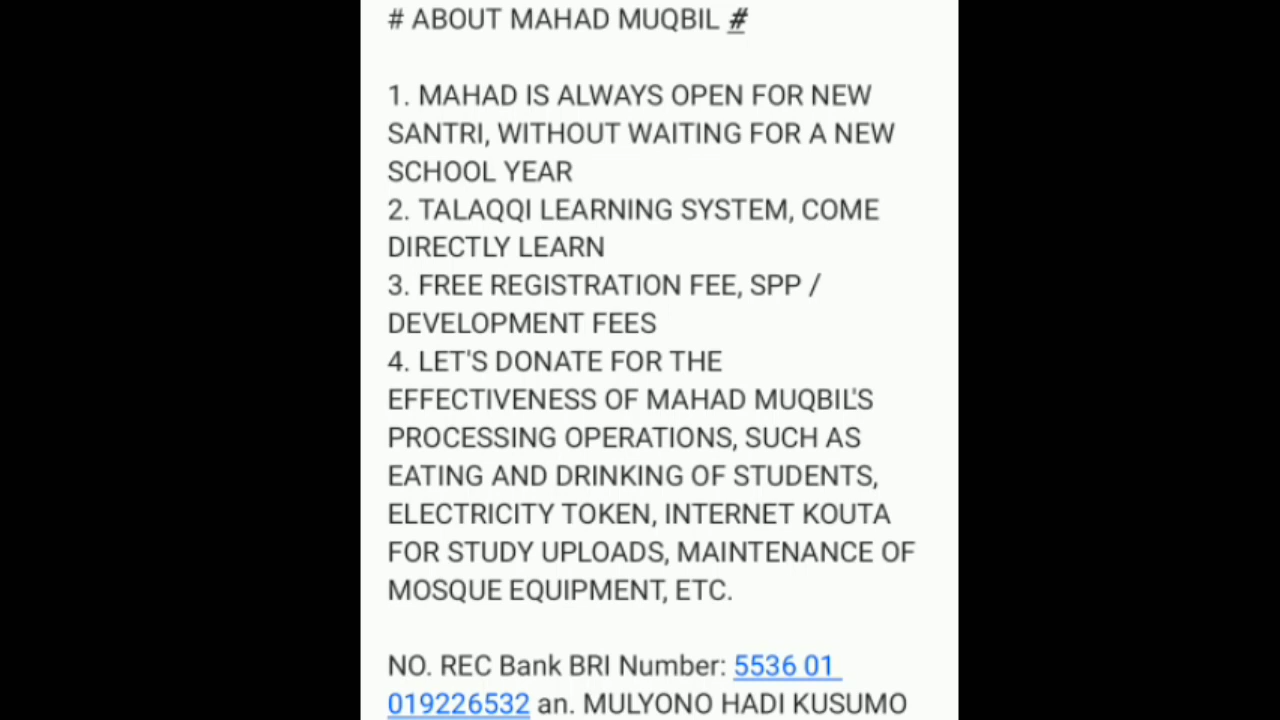 # ABOUT MAHAD MUQBIL #
1. MAHAD IS ALWAYS OPEN FOR NEW
SANTRI, WITHOUT WAITING FOR A NEW
SCHOOL YEAR
2. TALAQQI LEARNING SYSTEM, COME
DIRECTLY LEARN
3. FREE REGISTRATION FEE, SPP /
DEVELOPMENT FEES
4. LET'S DONATE FOR THE
EFFECTIVENESS OF MAHAD MUQBIL'S
PROCESSING OPERATIONS, SUCH AS
EATING AND DRINKING OF STUDENTS,
ELECTRICITY TOKEN, INTERNET KOUTA
FOR STUDY UPLOADS, MAINTENANCE OF
MOSQUE EQUIPMENT, ETC.
NO. REC Bank BRI Number: 5536 01
019226532 an. MULYONO HADI KUSUMO